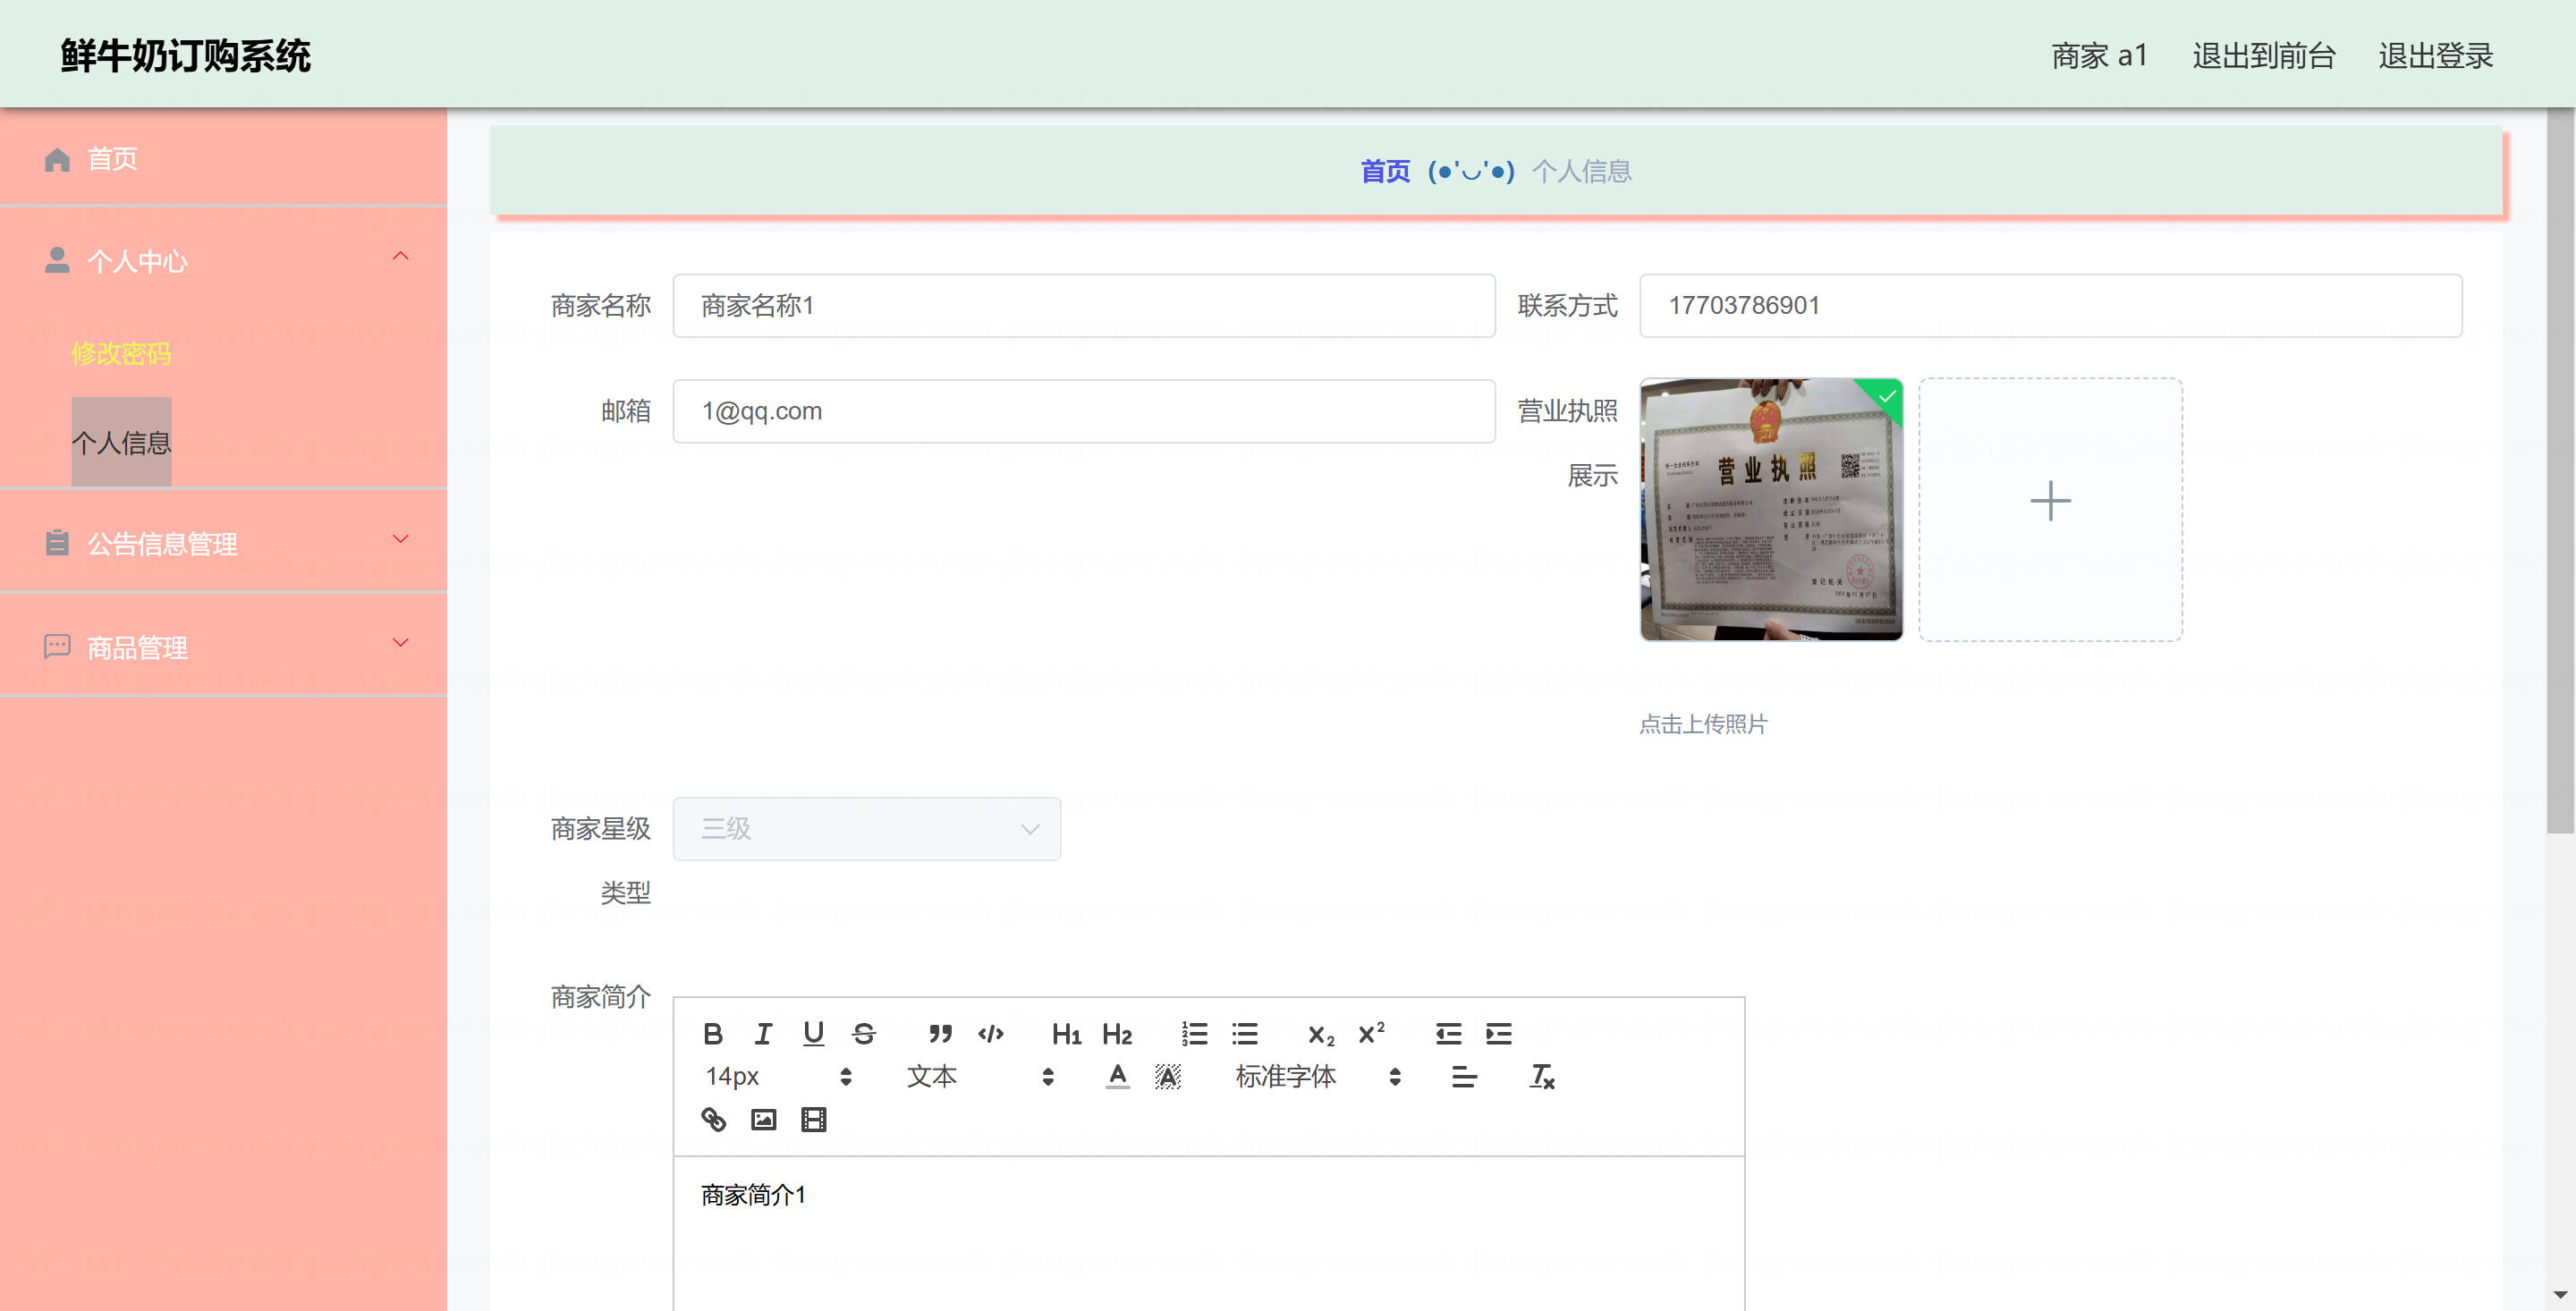 鲜牛奶订购系统
商家 a1 退出到前台 退出登录
首页
首页 (●'◡'●) 个人信息
个人中心
修改密码
个人信息
公告信息管理
商品管理
商家名称 商家名称1 联系方式 17703786901
邮箱 1@qq.com 营业执照
展示
营业执照
点击上传照片
商家星级 三级
类型
商家简介
B I U S H1 H2 X2 X2
14px 文本 A A 标准字体 Tx
商家简介1